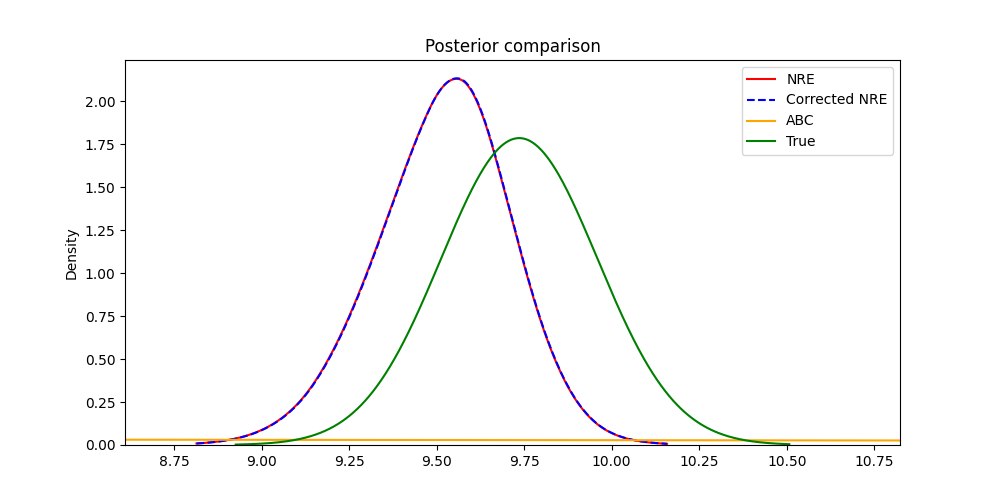 Posterior comparison
NRE
Corrected NRE
ABC
True
Density
2.00
1.75
1.50
1.25
1.00
0.75
0.50
0.25
0.00
8.75 9.00 9.25 9.50 9.75 10.00 10.25 10.50 10.75